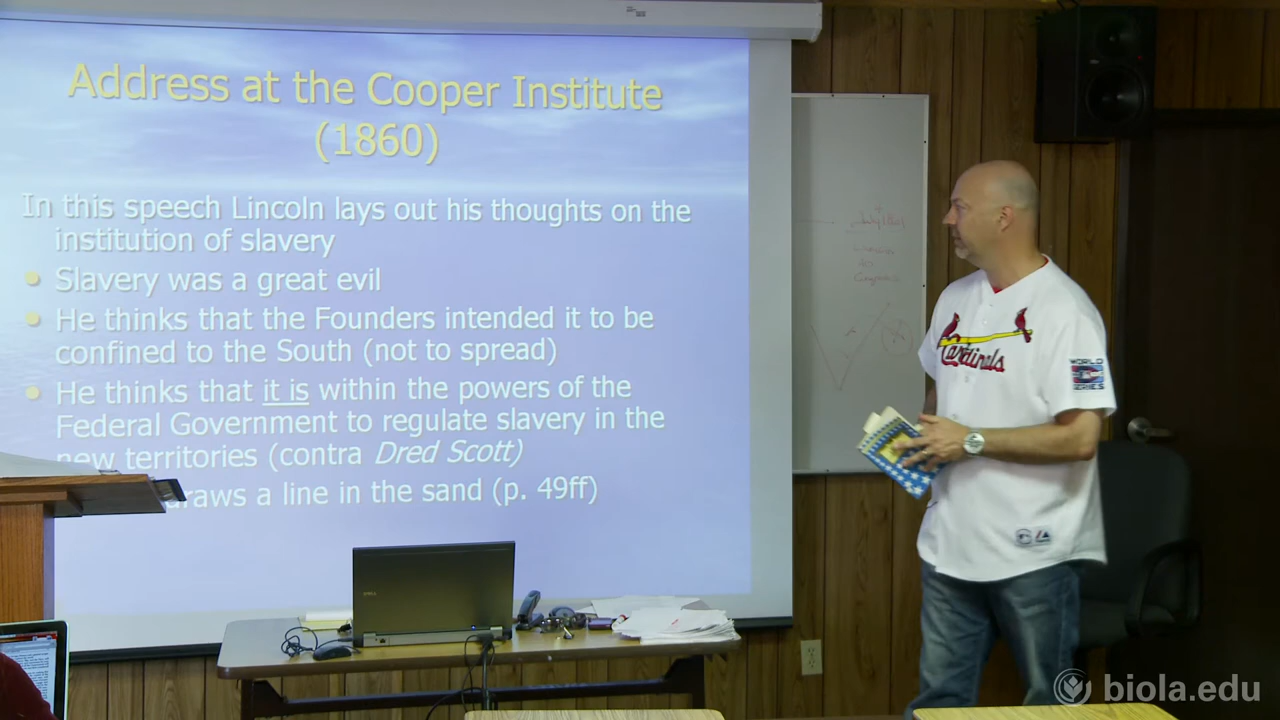 Address at the Cooper Institute
(1860)
In this speech Lincoln lays out his thoughts on the
institution of slavery
• Slavery was a great evil
• He thinks that the Founders intended it to be
confined to the South (not to spread)
• He thinks that it is within the powers of the
Federal Government to regulate slavery in the
new territories (contra Dred Scott)
draws a line in the sand (p. 49ff)
Cardinals
WORLD
SERIES
DELL
biola.edu